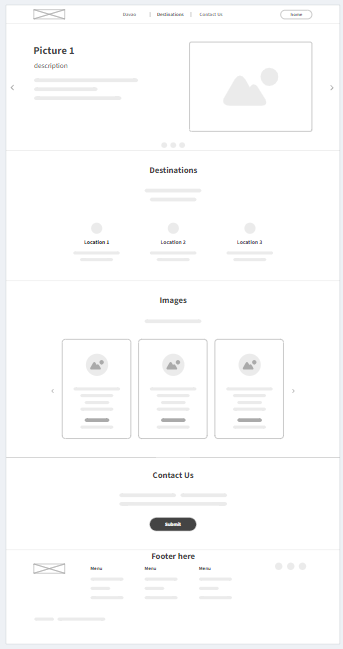 Davao | Destinations | Contact Us
home
Picture 1
description
Destinations
Location 1 Location 2 Location 3
Images
Contact Us
Submit
Footer here
Menu Menu Menu